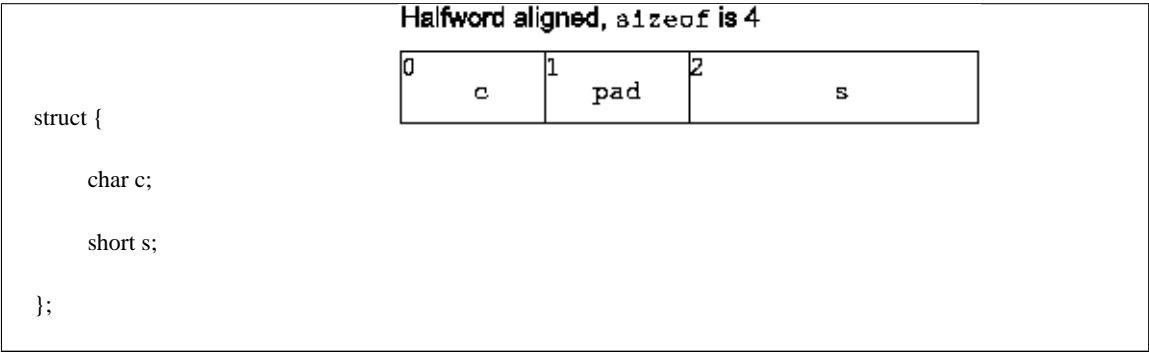 Halfword aligned, sizeof is 4
0 1 2
c pad s
struct {
char c;
short s;
};